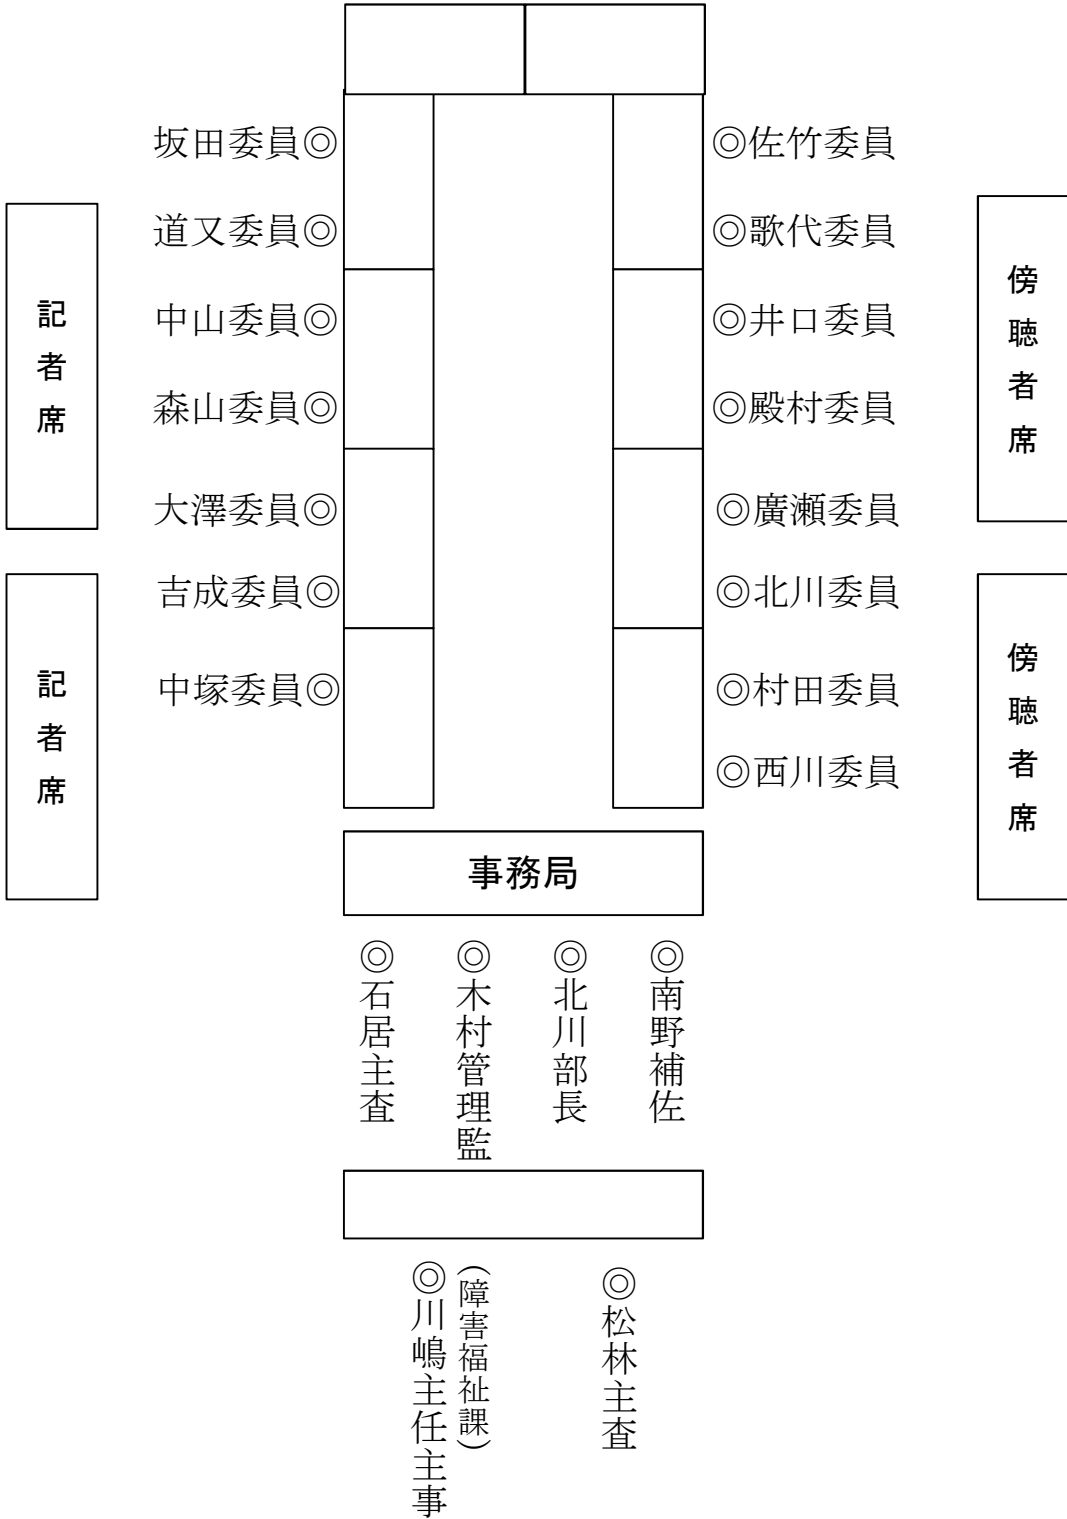 坂田委員◎
◎佐竹委員
道又委員◎
◎歌代委員
中山委員◎
◎井口委員
森山委員◎
◎殿村委員
大澤委員◎
◎廣瀬委員
吉成委員◎
◎北川委員
中塚委員◎
◎村田委員
◎西川委員
記者席
記者席
傍聴者席
傍聴者席
事務局
◎石居主査
◎木村管理監
◎北川部長
◎南野補佐
◎川嶋主任主事
(障害福祉課)
◎松林主査